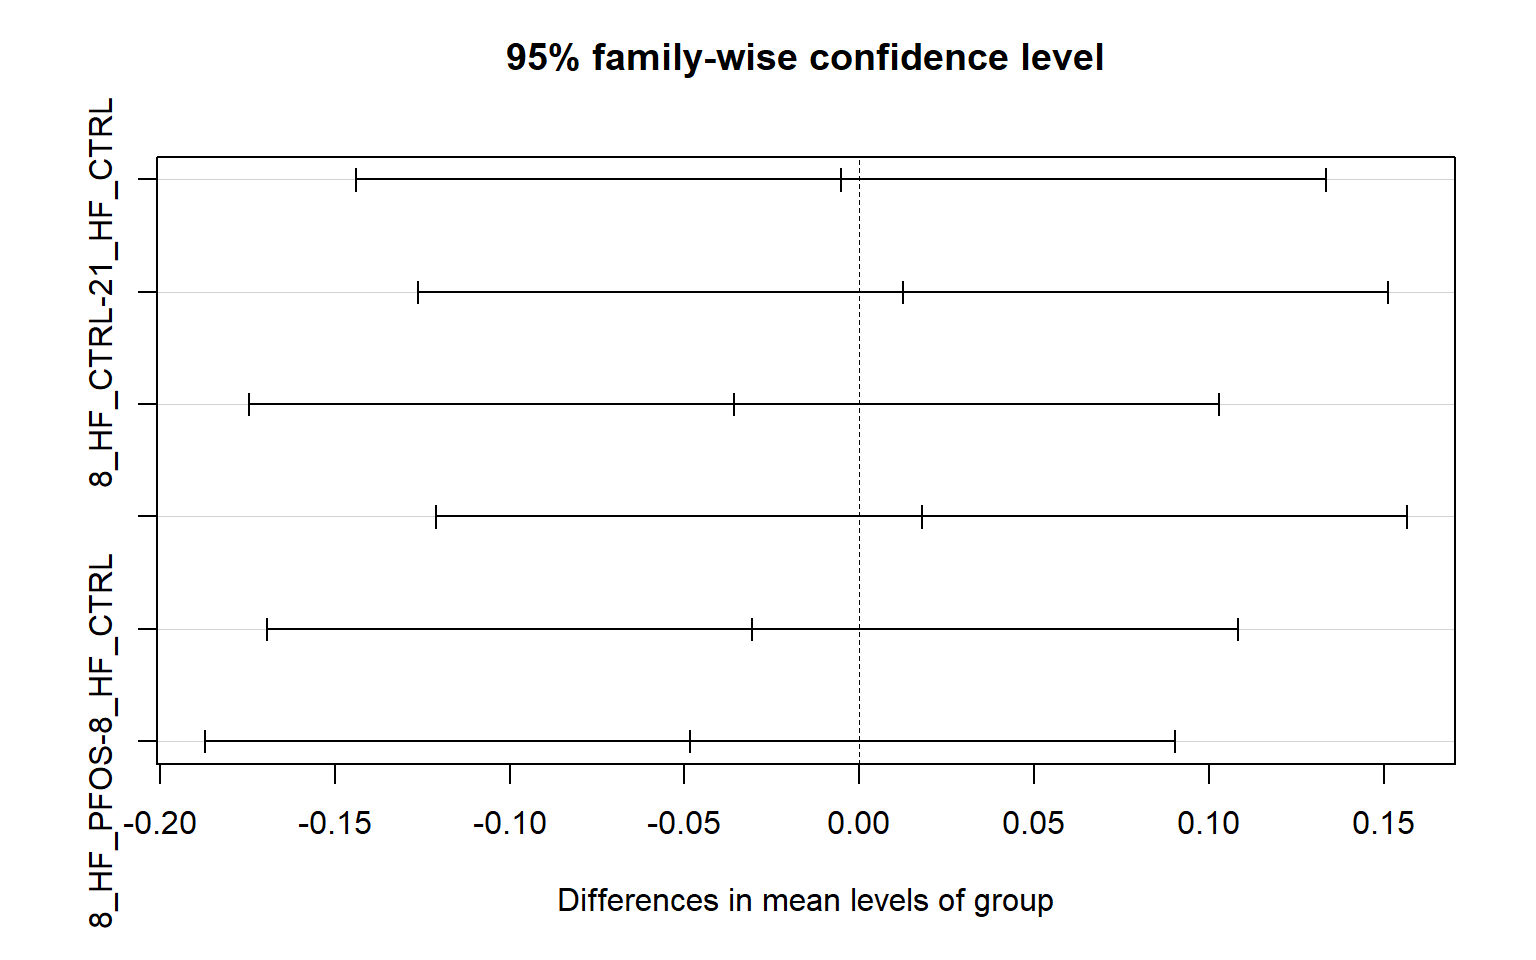 95% family-wise confidence level
8_HF_CTRL-21_HF_CTRL
8_HF_PFOS-8_HF_CTRL
-0.20 -0.15 -0.10 -0.05 0.00 0.05 0.10 0.15
Differences in mean levels of group